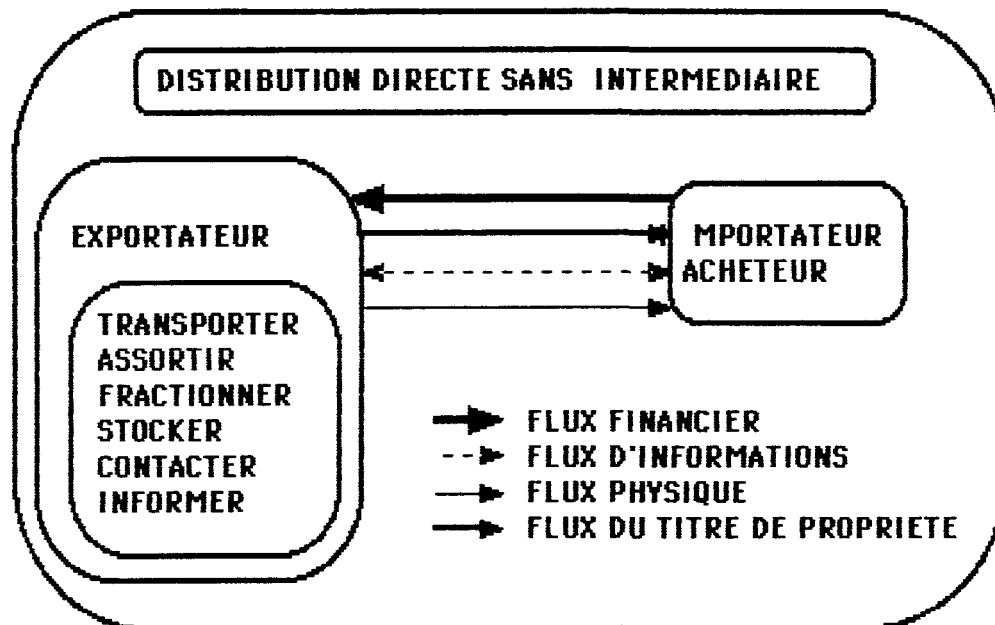 DISTRIBUTION DIRECTE SANS INTERMEDIAIRE
EXPORTATEUR
TRANSPORTER
ASSORTIR
FRACTIONNER
STOCKER
CONTACTER
INFORMER
MPORTATEUR
ACHETEUR
FLUX FINANCIER
FLUX D'INFORMATIONS
FLUX PHYSIQUE
FLUX DU TITRE DE PROPRIETE